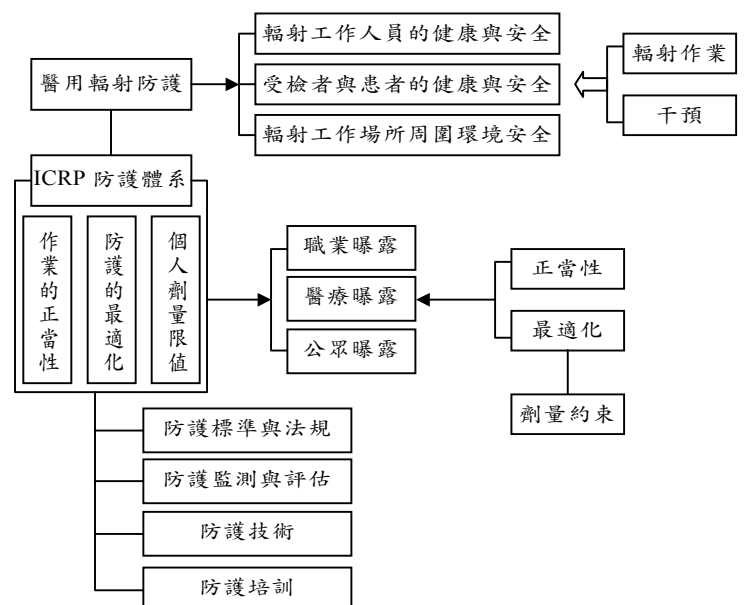 輻射工作人員的健康與安全
輻射作業
醫用輻射防護
受檢者與患者的健康與安全
干預
輻射工作場所周圍環境安全
ICRP 防護體系
作業的正當性
防護的最適化
個人劑量限值
職業曝露
醫療曝露
公眾曝露
正當性
最適化
劑量約束
防護標準與法規
防護監測與評估
防護技術
防護培訓